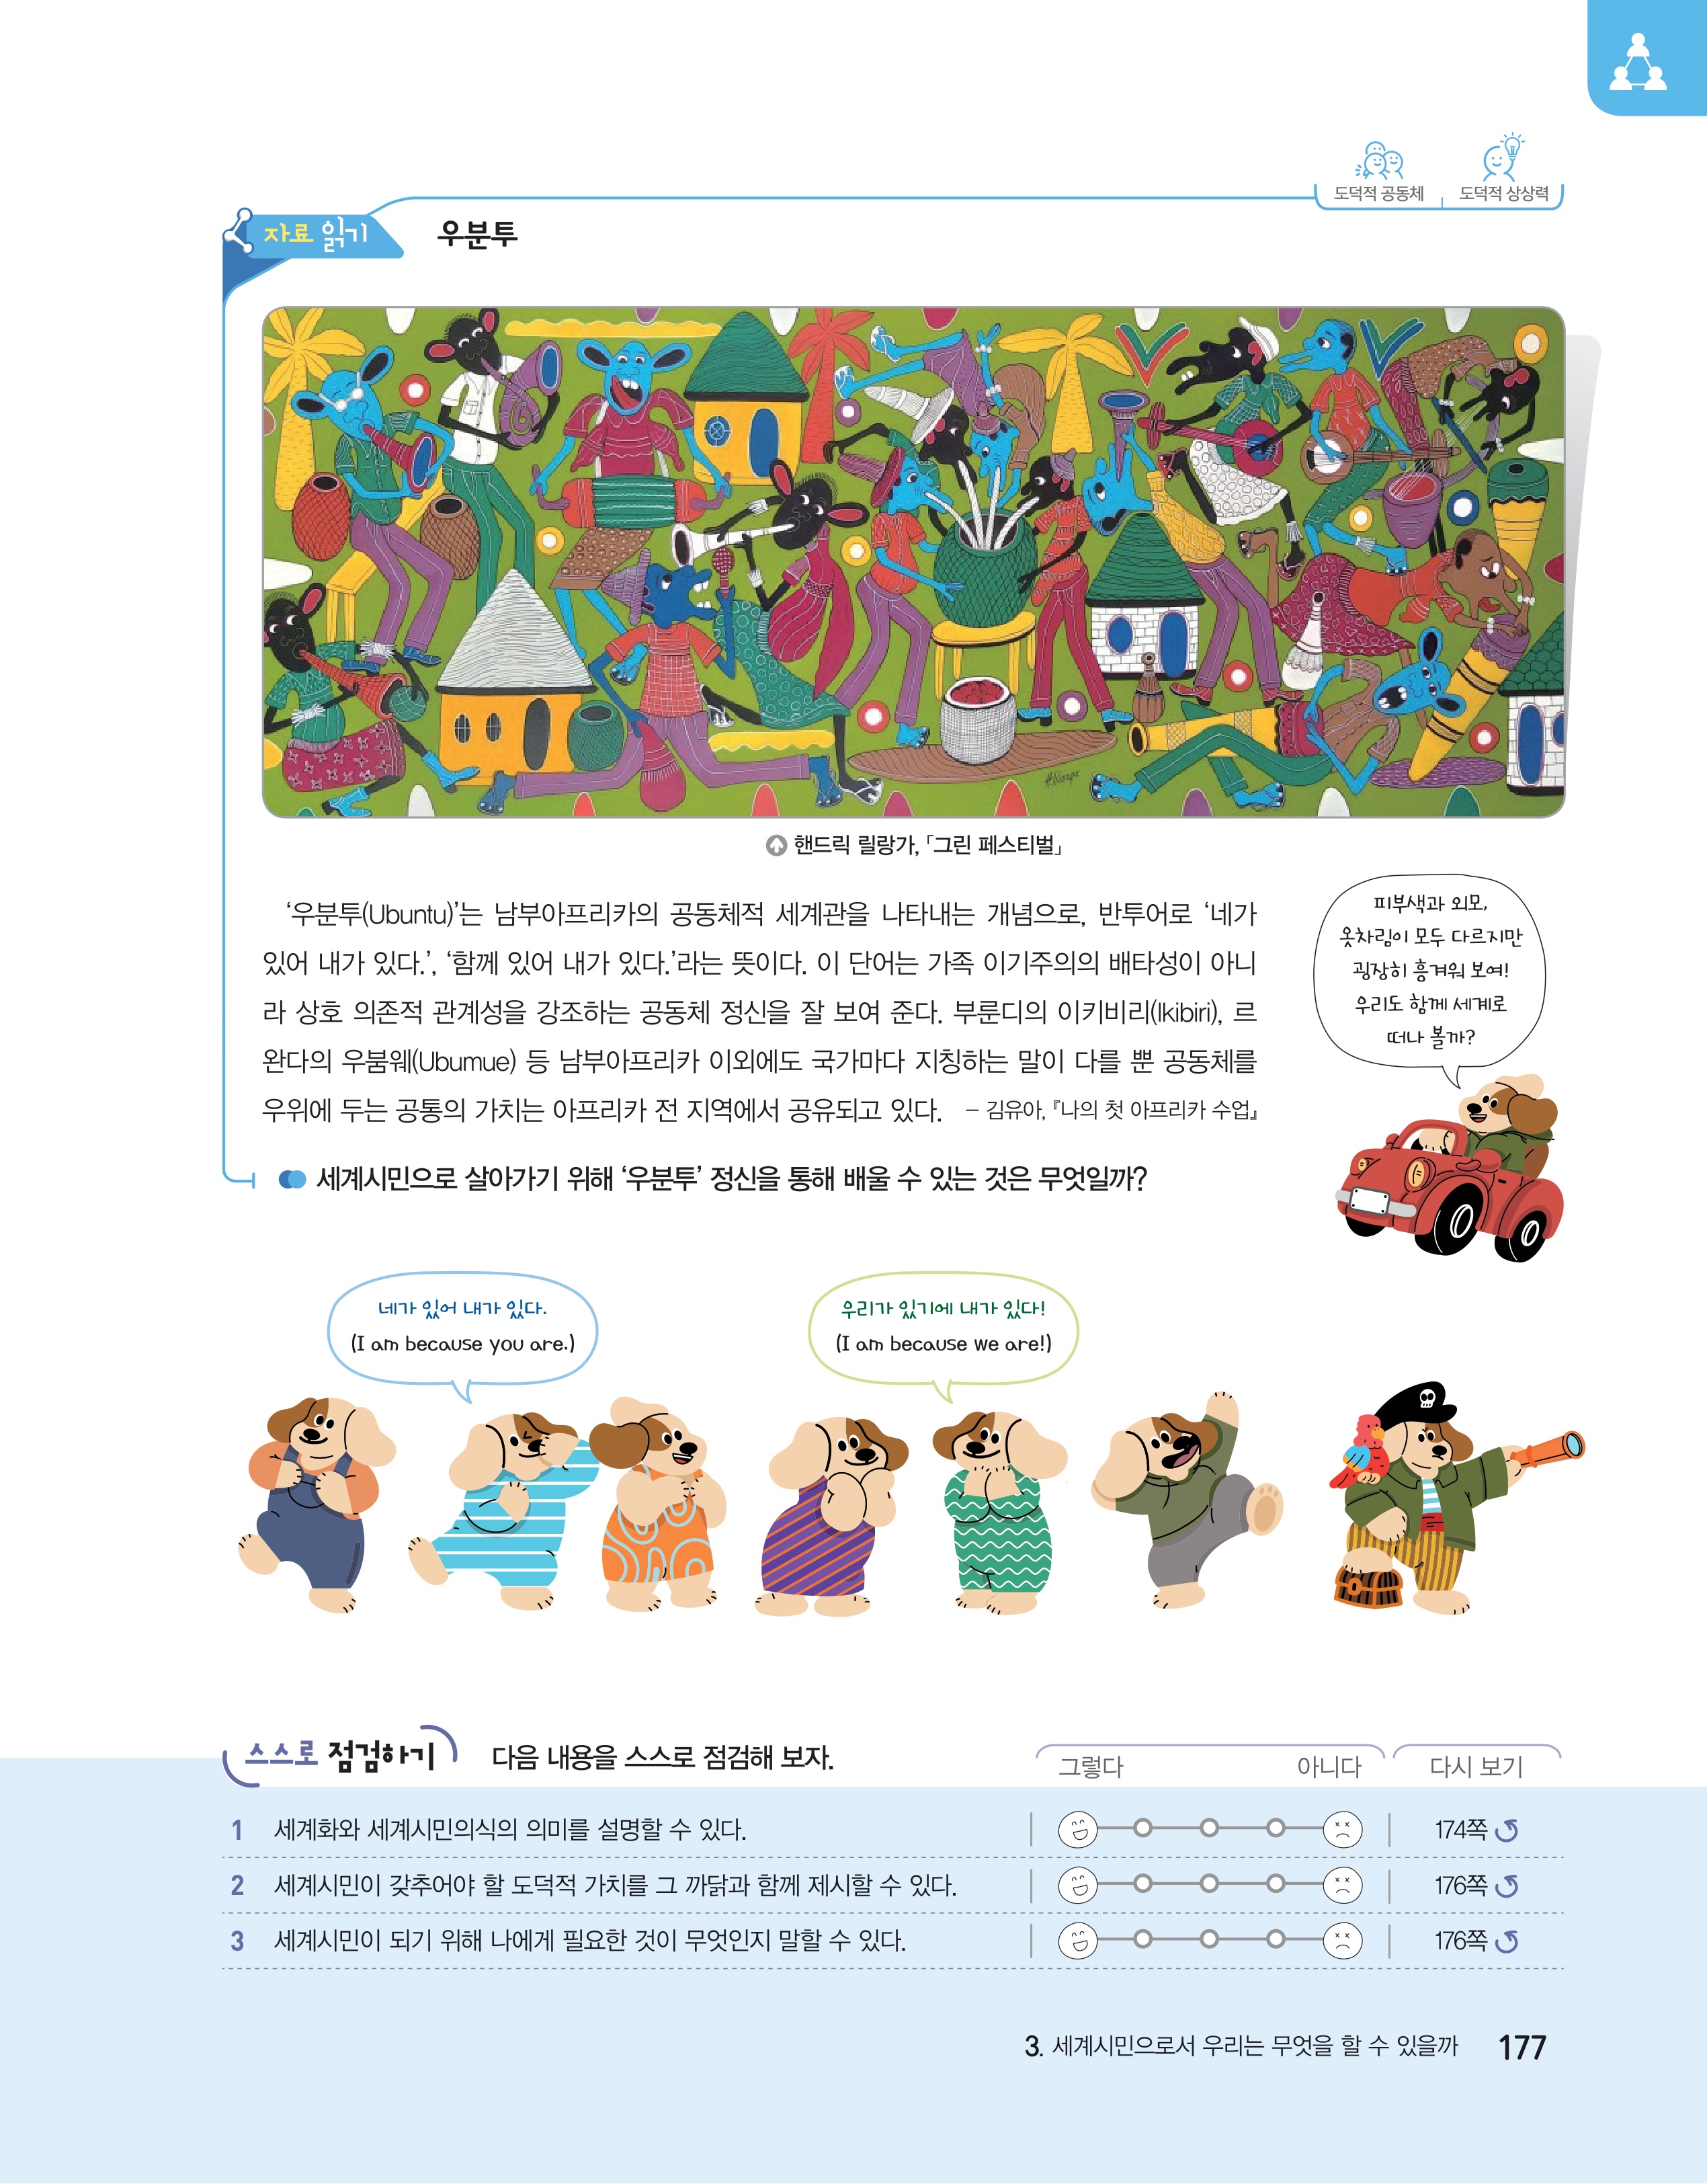 도덕적 공동체
도덕적 상상력
자료 읽기
우분투
핸드릭 릴랑가, 「그린 페스티벌」
‘우분투(Ubuntu)’는 남부아프리카의 공동체적 세계관을 나타내는 개념으로, 반투어로 ‘네가
있어 내가 있다.’, ‘함께 있어 내가 있다.’라는 뜻이다. 이 단어는 가족 이기주의의 배타성이 아니
라 상호 의존적 관계성을 강조하는 공동체 정신을 잘 보여 준다. 부룬디의 이키비리(Ikibiri), 르
완다의 우붐웨(Ubumue) 등 남부아프리카 이외에도 국가마다 지칭하는 말이 다를 뿐 공동체를
우위에 두는 공통의 가치는 아프리카 전 지역에서 공유되고 있다. – 김유아, 『나의 첫 아프리카 수업』
피부색과 외모,
옷차림이 모두 다르지만
굉장히 흥겨워 보여!
우리도 함께 세계로
떠나 볼까?
세계시민으로 살아가기 위해 ‘우분투’ 정신을 통해 배울 수 있는 것은 무엇일까?
네가 있어 내가 있다.
(I am because you are.)
우리가 있기에 내가 있다!
(I am because we are!)
스스로 점검하기
다음 내용을 스스로 점검해 보자.
그렇다
아니다
다시 보기
1 세계화와 세계시민의식의 의미를 설명할 수 있다. 174쪽
2 세계시민이 갖추어야 할 도덕적 가치를 그 까닭과 함께 제시할 수 있다. 176쪽
3 세계시민이 되기 위해 나에게 필요한 것이 무엇인지 말할 수 있다. 176쪽
3. 세계시민으로서 우리는 무엇을 할 수 있을까 177